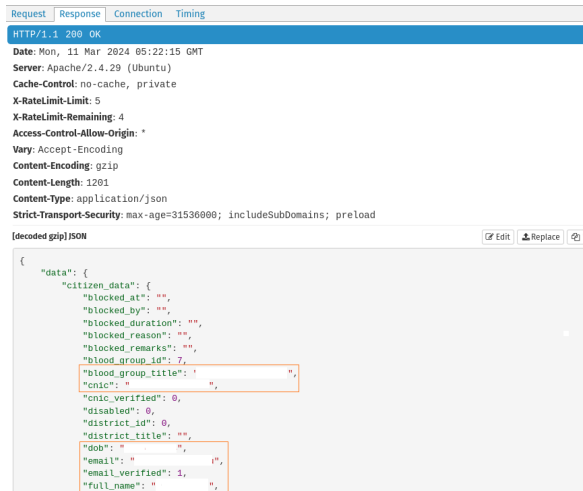 Request Response Connection Timing
HTTP/1.1 200 OK
Date: Mon, 11 Mar 2024 05:22:15 GMT
Server: Apache/2.4.29 (Ubuntu)
Cache-Control: no-cache, private
X-RateLimit-Limit: 5
X-RateLimit-Remaining: 4
Access-Control-Allow-Origin: *
Vary: Accept-Encoding
Content-Encoding: gzip
Content-Length: 1201
Content-Type: application/json
Strict-Transport-Security: max-age=31536000; includeSubDomains; preload
[decoded gzip] JSON Edit Replace
{
"data": {
"citizen_data": {
"blocked_at": "",
"blocked_by": "",
"blocked_duration": "",
"blocked_reason": "",
"blocked_remarks": "",
"blood_group_id": 7,
"blood_group_title": " ",
"cnic": " ",
"cnic_verified": 0,
"disabled": 0,
"district_id": 0,
"district_title": "",
"dob": " ",
"email": " ",
"email_verified": 1,
"full_name": " ",